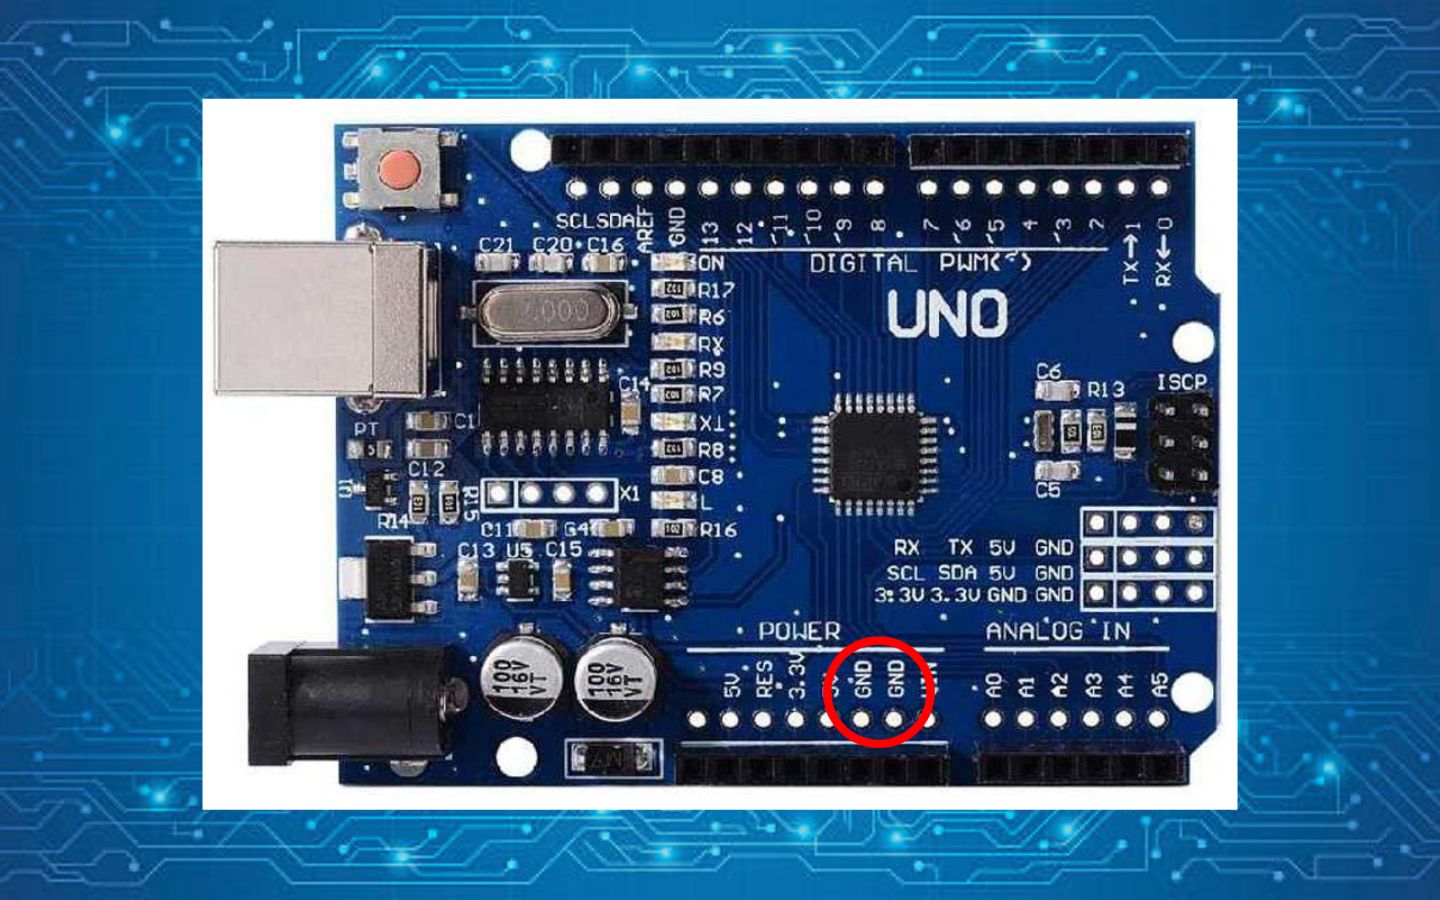 SCL SDA AREF GND 13 12 ~11 ~10 ~9 8 7 ~6 ~5 4 ~3 2 TX→1 RX←0
C21 C20 C16 ON
DIGITAL PWM(~)
R17
UNO
R6
RX
R9
C6
ISCP
C14 R7
R13
PT C1 TX
R8
C12 C8
C5
X1 L
R14 R15
C11 R16
C13 U5 C15
RX TX 5V GND
SCL SDA 5V GND
3.3V 3.3V GND GND
POWER
ANALOG IN
100 16V VT
100 16V VT
5V RES 3.3V 5V GND GND VIN
A0 A1 A2 A3 A4 A5